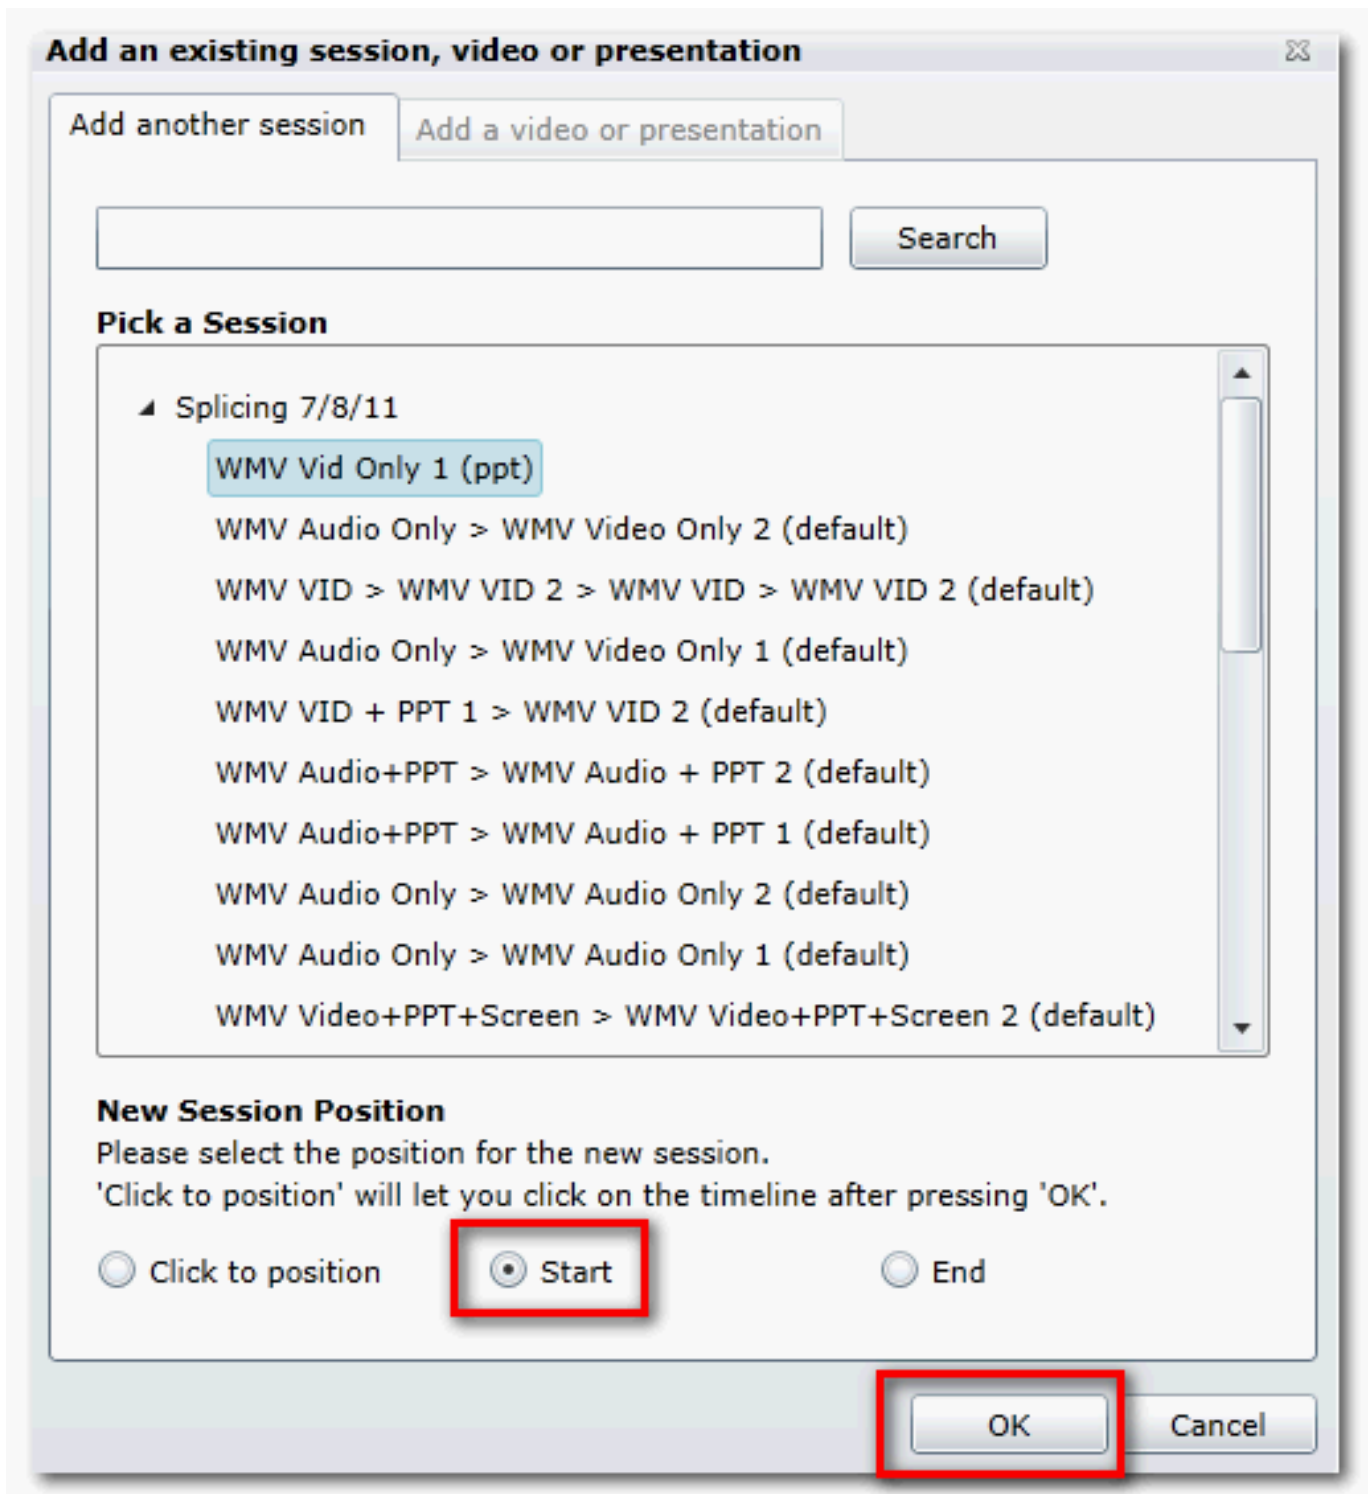 Add an existing session, video or presentation
Add another session
Add a video or presentation
Search
Pick a Session
Splicing 7/8/11
WMV Vid Only 1 (ppt)
WMV Audio Only > WMV Video Only 2 (default)
WMV VID > WMV VID 2 > WMV VID > WMV VID 2 (default)
WMV Audio Only > WMV Video Only 1 (default)
WMV VID + PPT 1 > WMV VID 2 (default)
WMV Audio+PPT > WMV Audio + PPT 2 (default)
WMV Audio+PPT > WMV Audio + PPT 1 (default)
WMV Audio Only > WMV Audio Only 2 (default)
WMV Audio Only > WMV Audio Only 1 (default)
WMV Video+PPT+Screen > WMV Video+PPT+Screen 2 (default)
New Session Position
Please select the position for the new session.
'Click to position' will let you click on the timeline after pressing 'OK'.
Click to position
Start
End
OK
Cancel